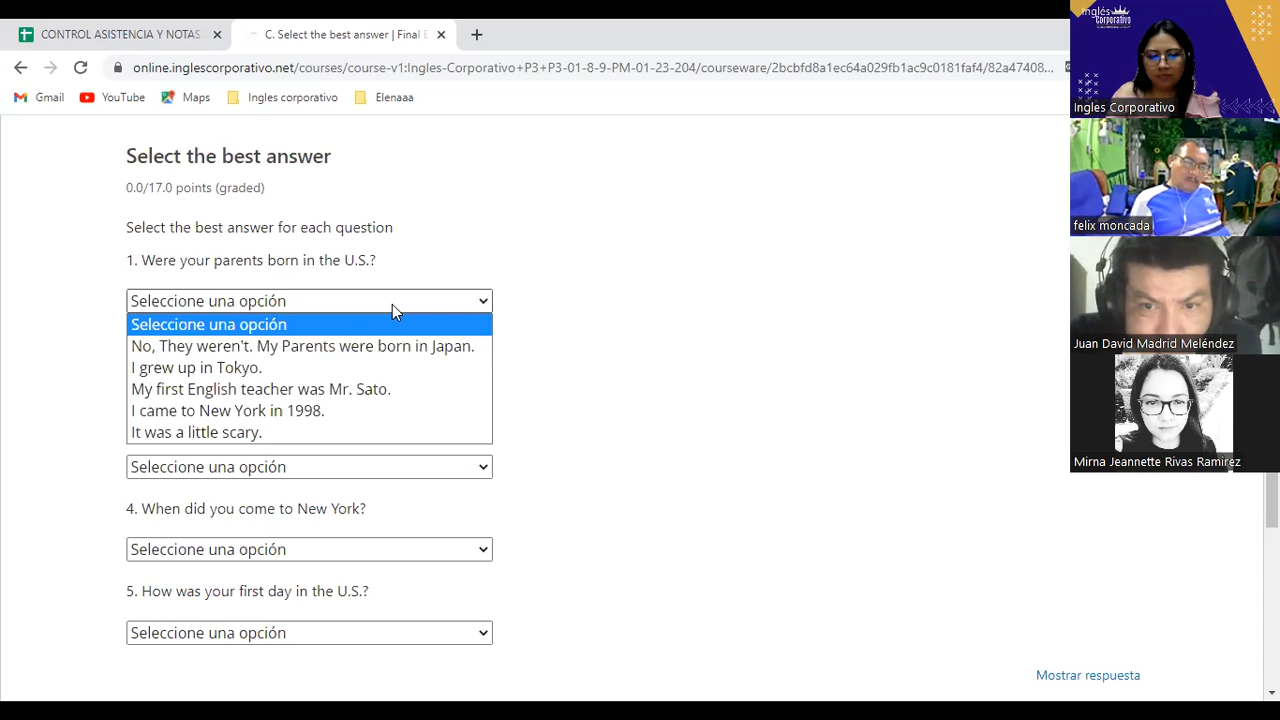 CONTROL ASISTENCIA Y NOTAS
C. Select the best answer | Final E
online.inglescorporativo.net/courses/course-v1:Ingles-Corporativo+P3+P3-01-8-9-PM-01-23-204/courseware/2bcbfd8a1ec64a029fb1ac9c0181faf4/82a47408...
Gmail
YouTube
Maps
Ingles corporativo
Elenaaa
Select the best answer
0.0/17.0 points (graded)
Select the best answer for each question
1. Were your parents born in the U.S.?
Seleccione una opción
Seleccione una opción
No, They weren't. My Parents were born in Japan.
I grew up in Tokyo.
My first English teacher was Mr. Sato.
I came to New York in 1998.
It was a little scary.
Seleccione una opción
4. When did you come to New York?
Seleccione una opción
5. How was your first day in the U.S.?
Seleccione una opción
Mostrar respuesta
Inglés
Corporativo
Ingles Corporativo
felix moncada
Juan David Madrid Meléndez
Mirna Jeannette Rivas Ramirez